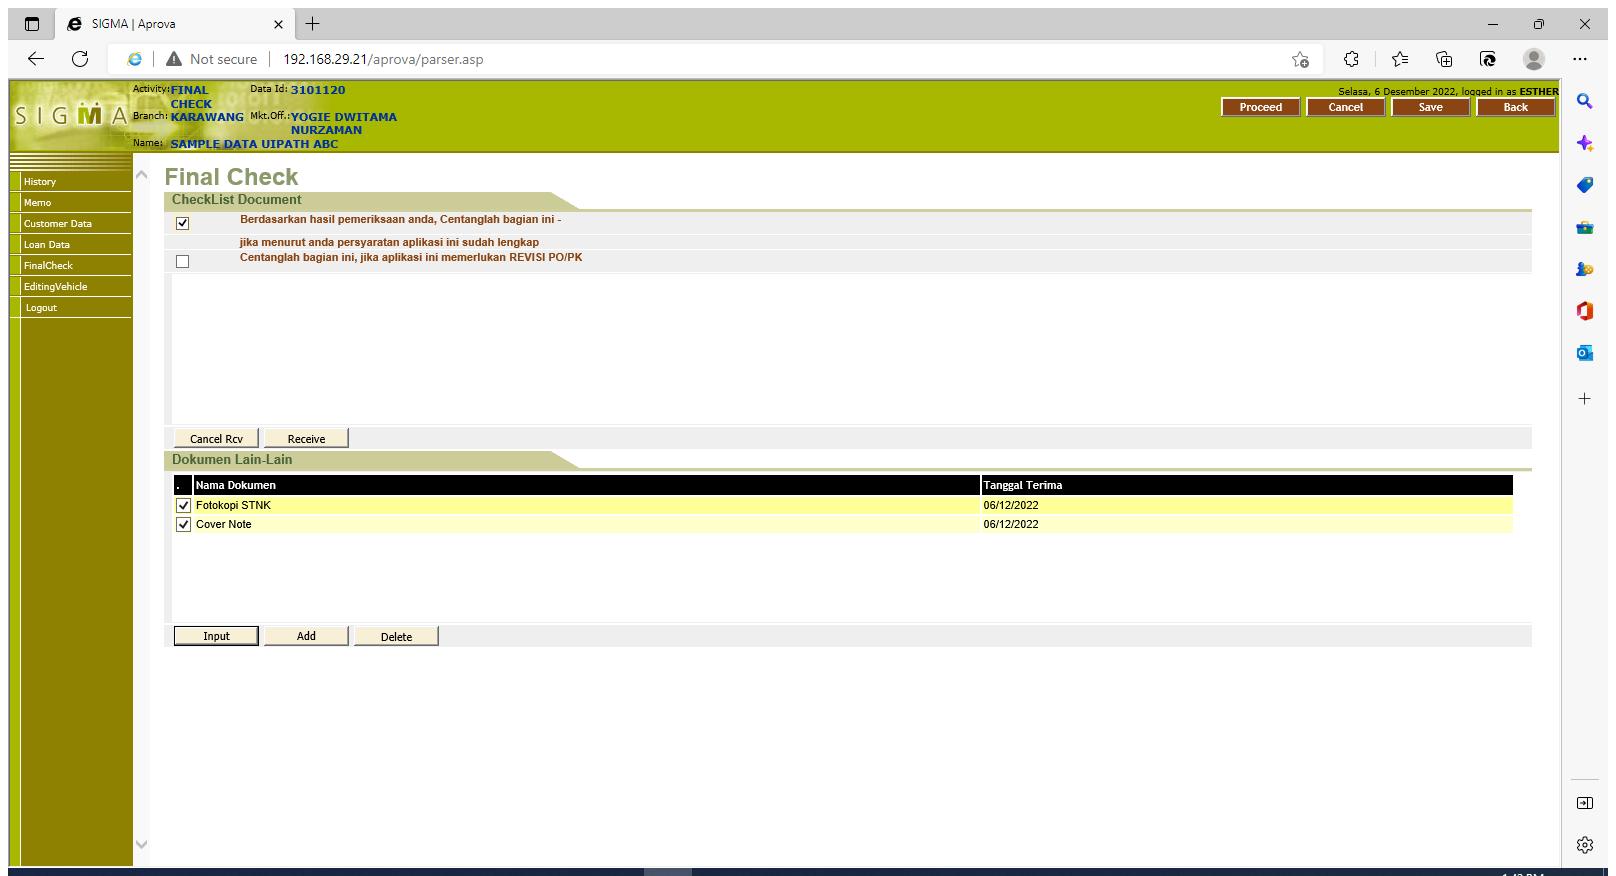 SIGMA | Aprova
Not secure
192.168.29.21/aprova/parser.asp
SIGMA
Activity: FINAL CHECK
Data Id: 3101120
Branch: KARAWANG
Mkt.Off.: YOGIE DWITAMA NURZAMAN
Name: SAMPLE DATA UIPATH ABC
Selasa, 6 Desember 2022, logged in as ESTHER
Proceed
Cancel
Save
Back
History
Memo
Customer Data
Loan Data
FinalCheck
EditingVehicle
Logout
Final Check
CheckList Document
Berdasarkan hasil pemeriksaan anda, Centanglah bagian ini -
jika menurut anda persyaratan aplikasi ini sudah lengkap
Centanglah bagian ini, jika aplikasi ini memerlukan REVISI PO/PK
Cancel Rcv
Receive
Dokumen Lain-Lain
. Nama Dokumen Tanggal Terima
Fotokopi STNK 06/12/2022
Cover Note 06/12/2022
Input
Add
Delete